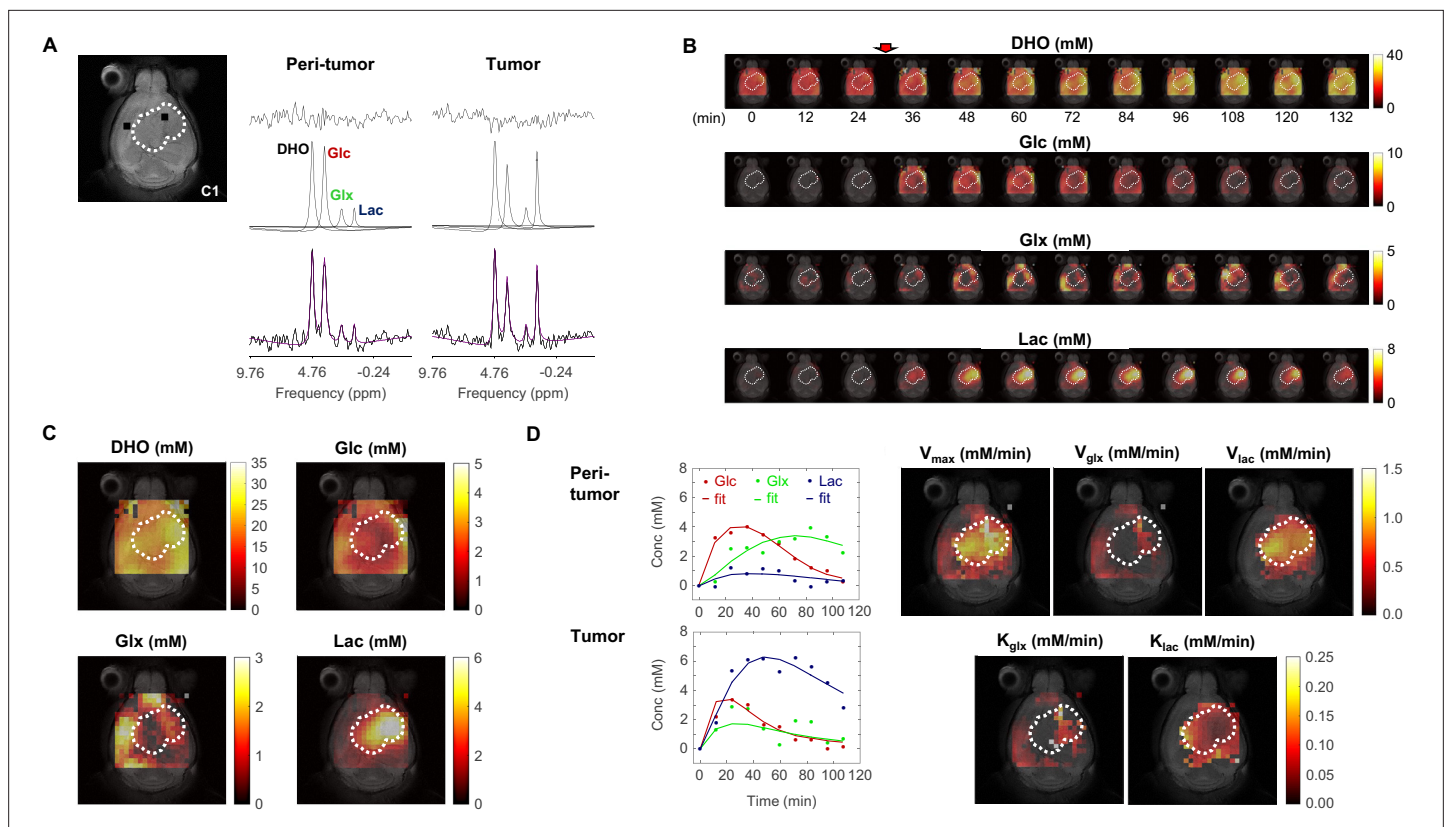 A
Peri-tumor
Tumor
C1
DHO
Glc
Glx
Lac
9.76
4.76
-0.24
Frequency (ppm)
9.76
4.76
-0.24
Frequency (ppm)
B
DHO (mM)
40
0
(min)
0
12
24
36
48
60
72
84
96
108
120
132
Glc (mM)
10
5
0
Glx (mM)
5
0
Lac (mM)
8
4
0
C
DHO (mM)
35
30
25
20
15
10
5
0
Glc (mM)
5
4
3
2
1
0
Glx (mM)
3
2
1
0
Lac (mM)
6
4
2
0
D
Peri-
tumor
Conc (mM)
8
6
4
2
0
Glc
Glx
Lac
fit
fit
fit
0
20
40
60
80
100
120
Tumor
Conc (mM)
8
6
4
2
0
0
20
40
60
80
100
120
Time (min)
Vmax (mM/min)
Vglx (mM/min)
Vlac (mM/min)
1.5
1.0
0.5
0.0
Kglx (mM/min)
Klac (mM/min)
0.25
0.20
0.15
0.10
0.05
0.00